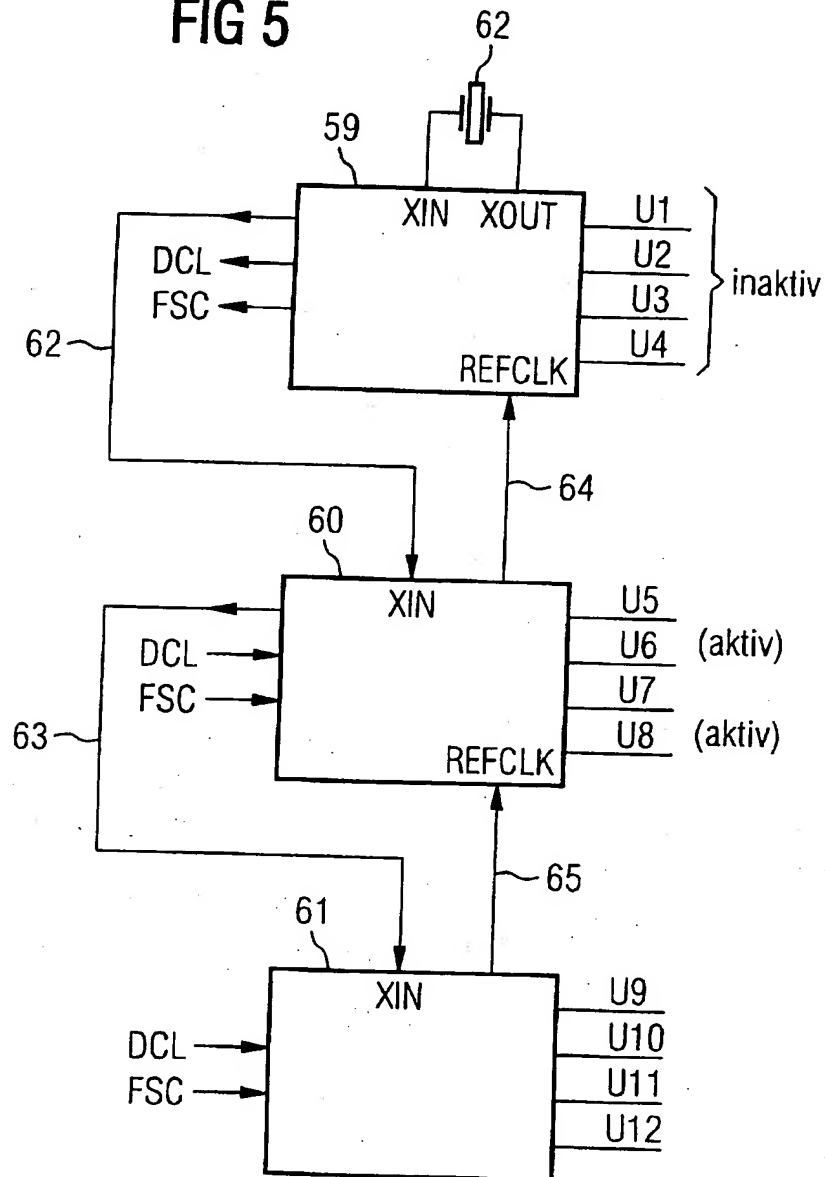 FIG 5
62
59
XIN XOUT
U1
DCL
U2
inaktiv
FSC
U3
62
U4
REFCLK
64
60
XIN
U5
DCL
U6 (aktiv)
FSC
U7
63
U8 (aktiv)
REFCLK
65
61
XIN
U9
DCL
U10
FSC
U11
U12